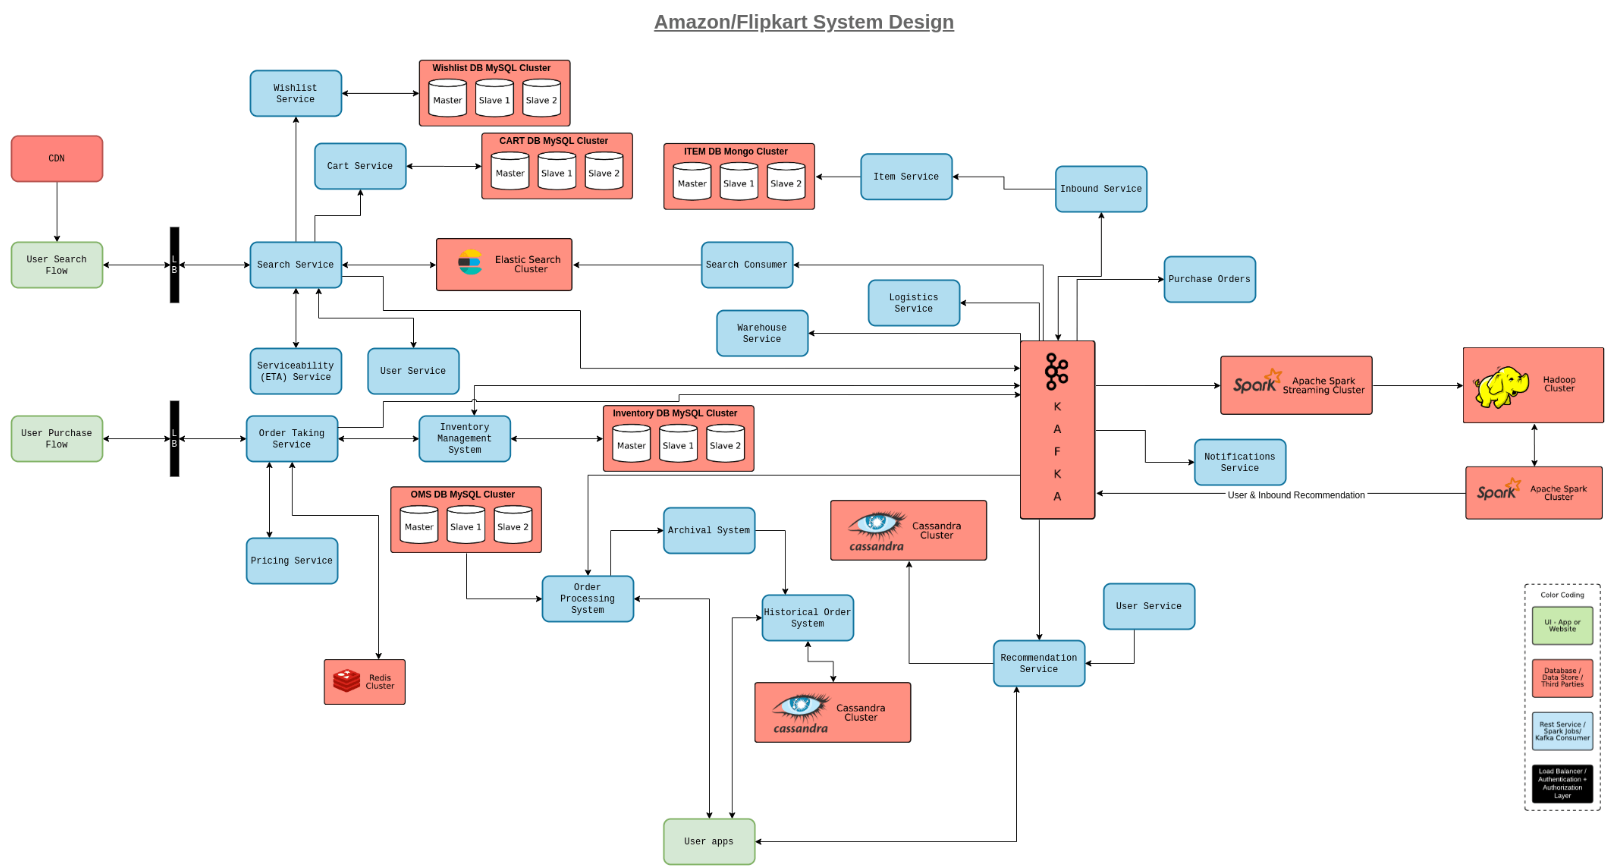 Amazon/Flipkart System Design
Wishlist
Service
Wishlist DB MySQL Cluster
Master
Slave 1
Slave 2
CDN
Cart Service
CART DB MySQL Cluster
Master
Slave 1
Slave 2
ITEM DB Mongo Cluster
Master
Slave 1
Slave 2
Item Service
Inbound Service
User Search
Flow
L
B
Search Service
Elastic Search
Cluster
Search Consumer
Purchase Orders
Logistics
Service
Warehouse
Service
Serviceability
(ETA) Service
User Service
K
A
F
K
A
Spark
Apache Spark
Streaming Cluster
Hadoop
Cluster
User Purchase
Flow
L
B
Order Taking
Service
Inventory
Management
System
Inventory DB MySQL Cluster
Master
Slave 1
Slave 2
Notifications
Service
User & Inbound Recommendation
Spark
Apache Spark
Cluster
OMS DB MySQL Cluster
Master
Slave 1
Slave 2
Archival System
cassandra
Cassandra
Cluster
Pricing Service
Order
Processing
System
Historical Order
System
User Service
Recommendation
Service
Redis
Cluster
cassandra
Cassandra
Cluster
User apps
Color Coding
UI - App or
Website
Database /
Data Store /
Third Parties
Rest Service /
Spark Jobs/
Kafka Consumer
Load Balancer /
Authentication +
Authorization
Layer